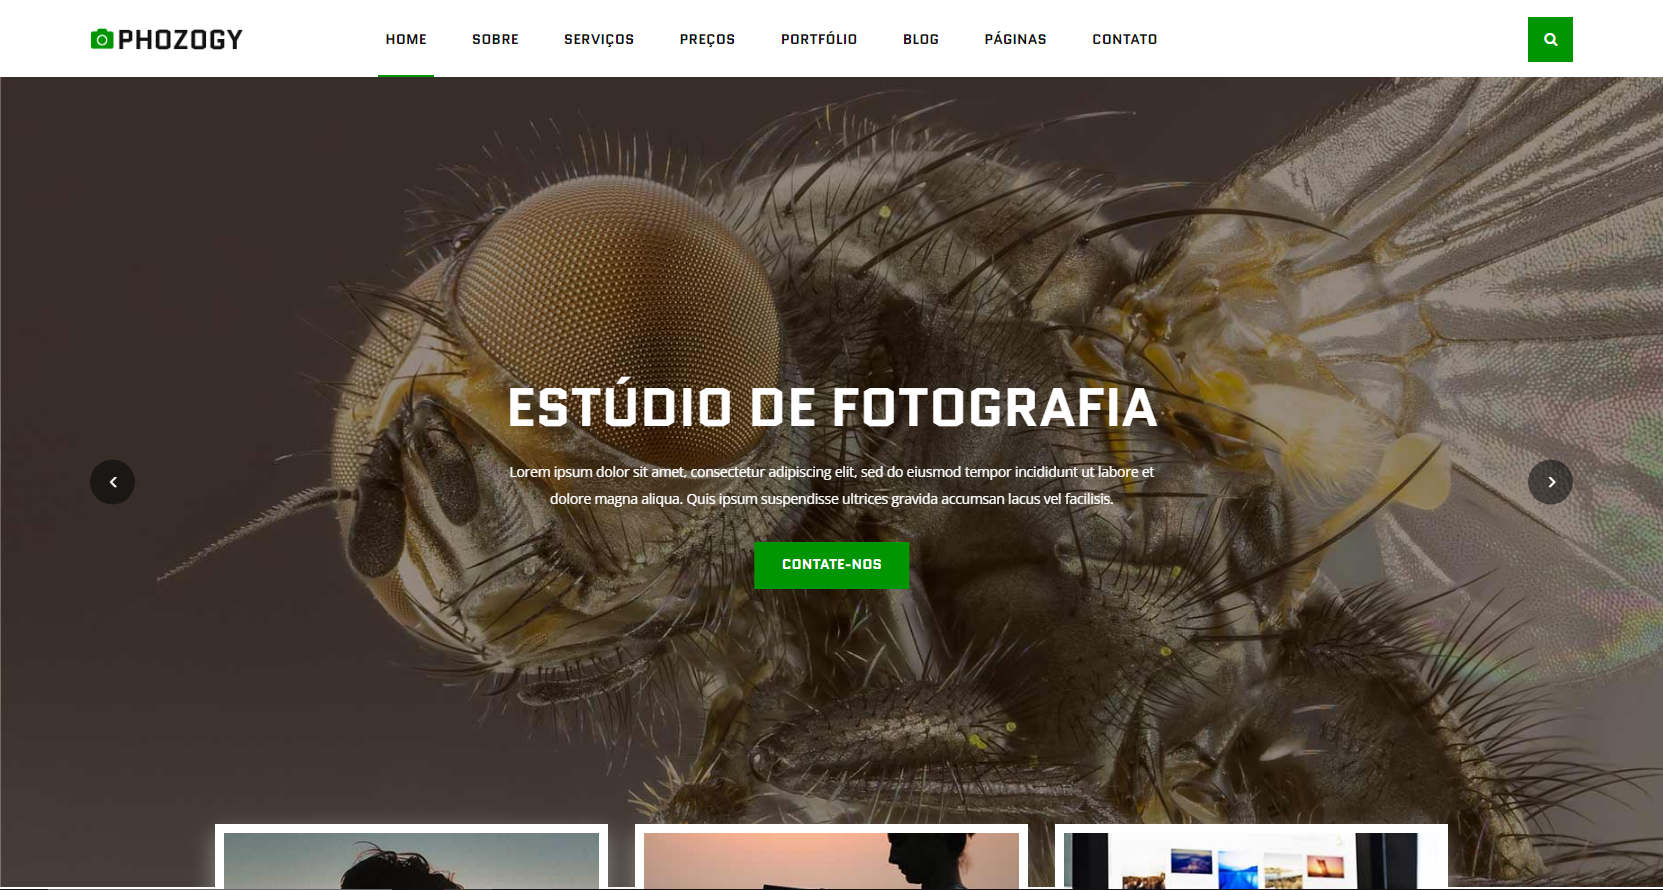 PHOZOGY
HOME SOBRE SERVIÇOS PREÇOS PORTFÓLIO BLOG PÁGINAS CONTATO
ESTÚDIO DE FOTOGRAFIA
Lorem ipsum dolor sit amet, consectetur adipiscing elit, sed do eiusmod tempor incididunt ut labore et
dolore magna aliqua. Quis ipsum suspendisse ultrices gravida accumsan lacus vel facilisis.
CONTATE-NOS